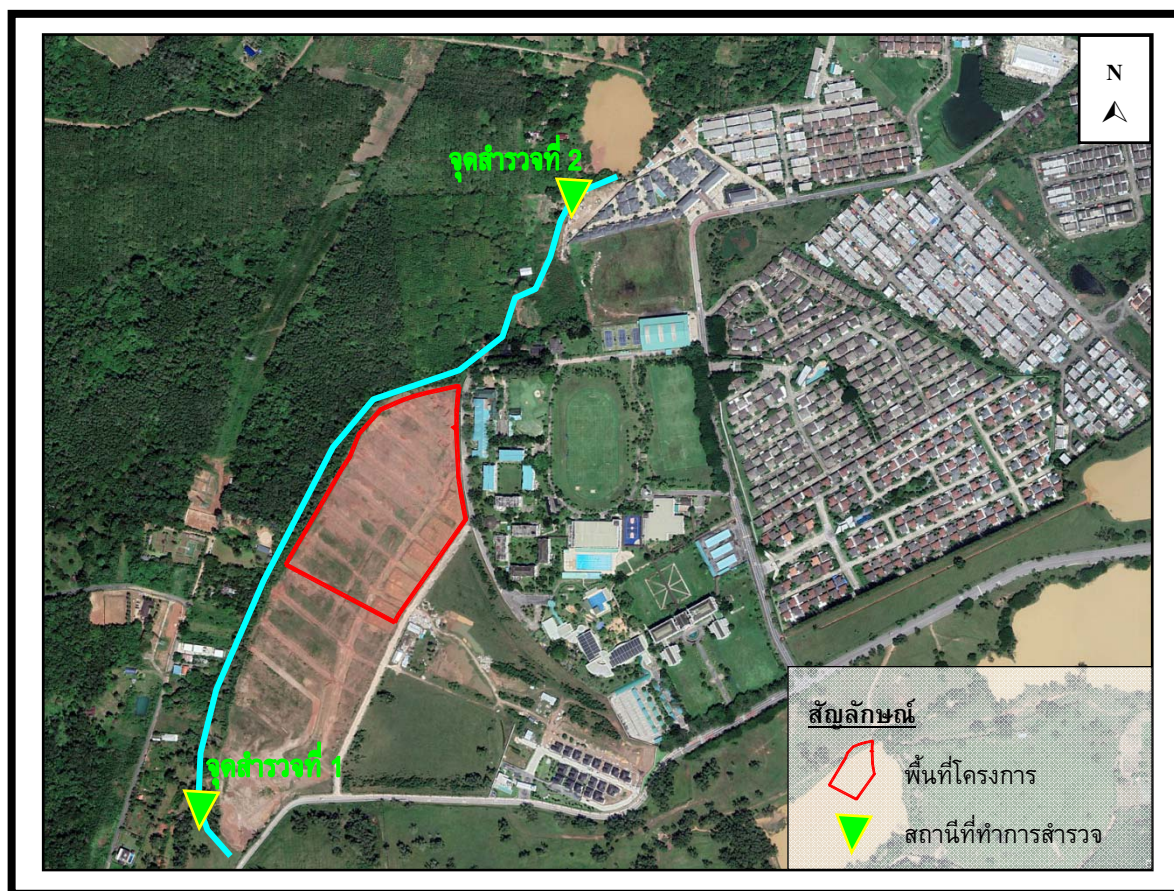 N
จุดสำรวจที่ 2
จุดสำรวจที่ 1
สัญลักษณ์
พื้นที่โครงการ
สถานีที่ทำการสำรวจ